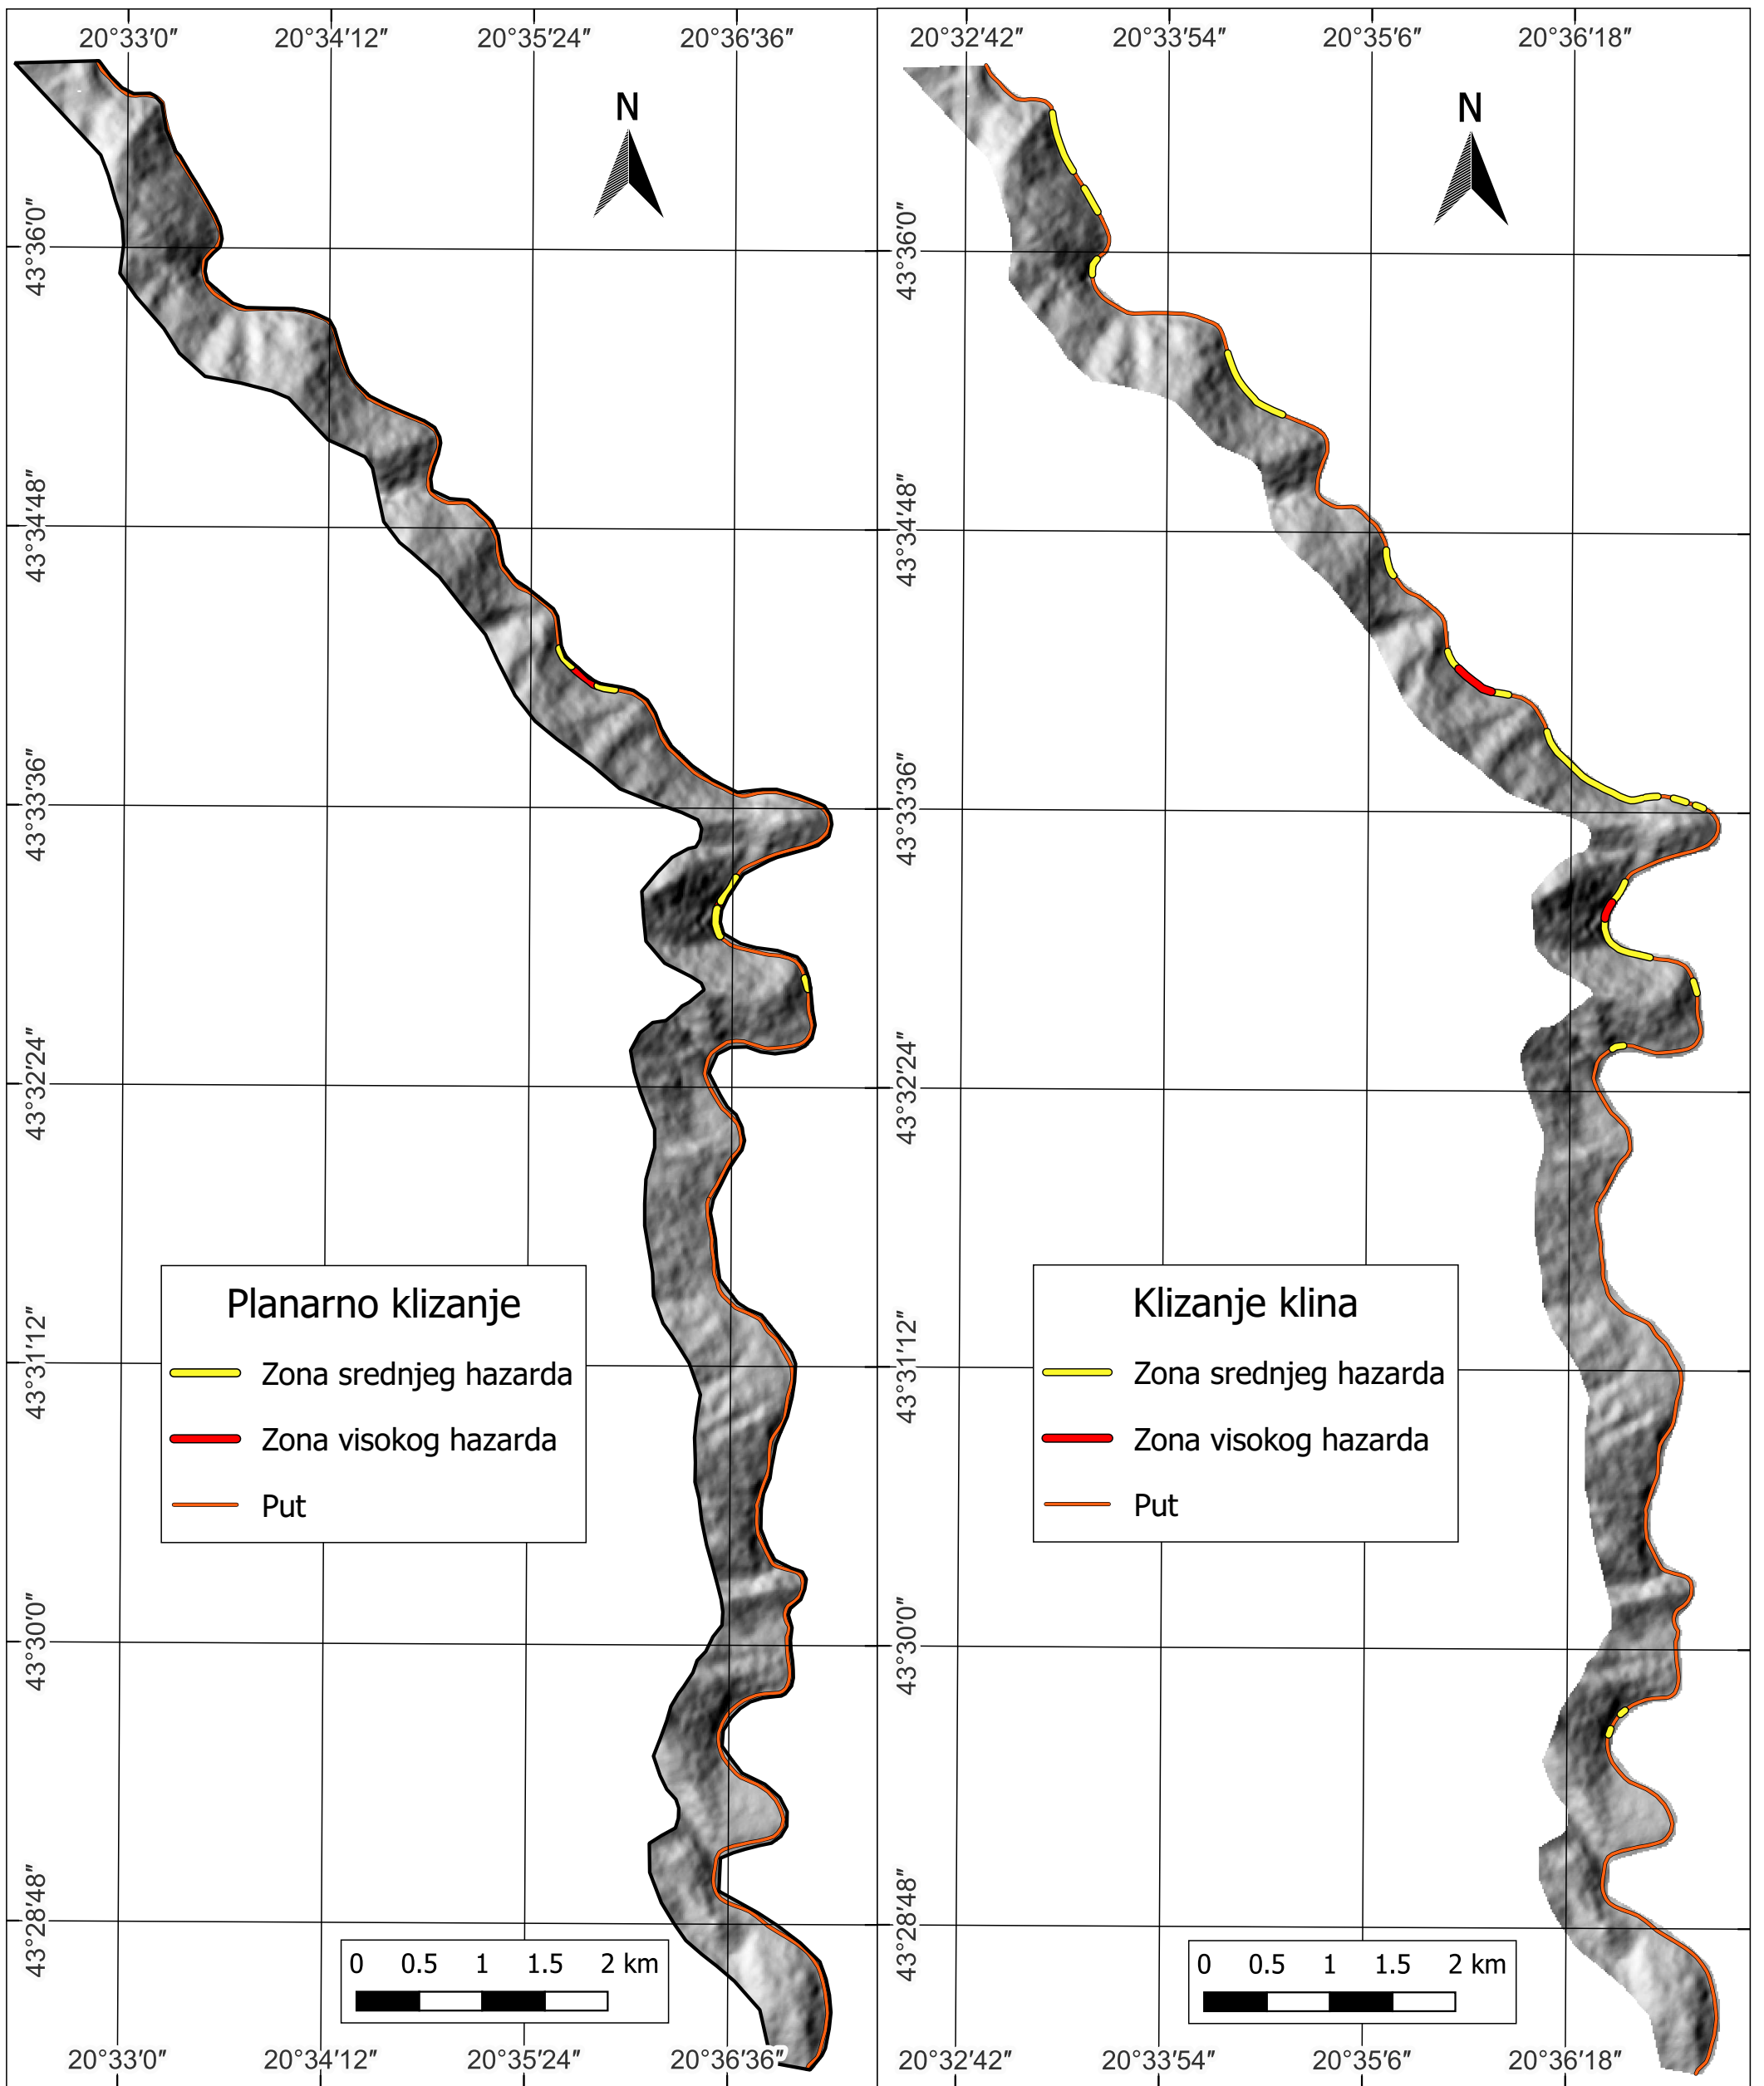 20°33′0″ 20°34′12″ 20°35′24″ 20°36′36″
N
43°36′0″
43°34′48″
43°33′36″
43°32′24″
43°31′12″
43°30′0″
43°28′48″
Planarno klizanje
Zona srednjeg hazarda
Zona visokog hazarda
Put
0 0.5 1 1.5 2 km
20°33′0″ 20°34′12″ 20°35′24″ 20°36′36″
20°32′42″ 20°33′54″ 20°35′6″ 20°36′18″
N
43°36′0″
43°34′48″
43°33′36″
43°32′24″
43°31′12″
43°30′0″
43°28′48″
Klizanje klina
Zona srednjeg hazarda
Zona visokog hazarda
Put
0 0.5 1 1.5 2 km
20°32′42″ 20°33′54″ 20°35′6″ 20°36′18″